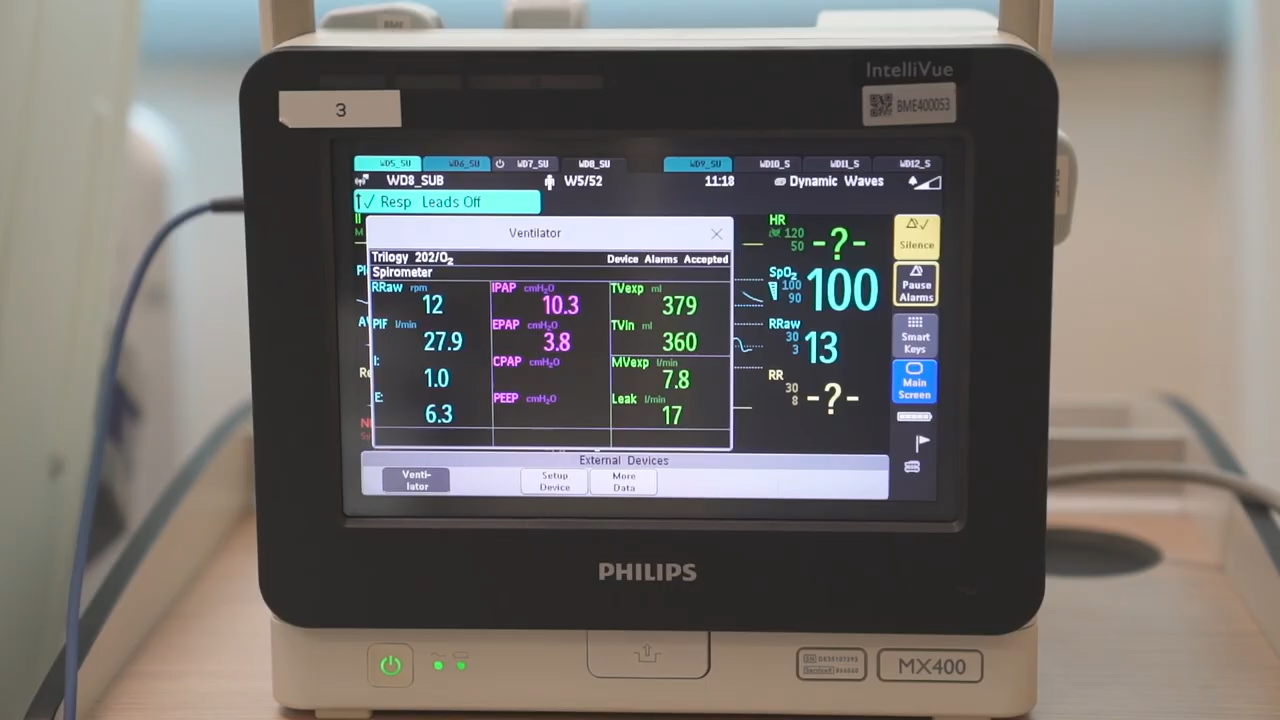 BME
IntelliVue
3
BME400053
WD5_SU WD6_SU WD7_SU WD8_SU WD9_SU WD10_S WD11_S WD12_S
WD8_SUB W5/52 11:18 Dynamic Waves
Resp Leads Off
II
M
Ventilator
Trilogy 202/O₂ Device Alarms Accepted
Spirometer
RRaw rpm
12
PIF l/min
27.9
I:
1.0
E:
6.3
IPAP cmH₂O
10.3
EPAP cmH₂O
3.8
CPAP cmH₂O
PEEP cmH₂O
TVexp ml
379
TVin ml
360
MVexp l/min
7.8
Leak l/min
17
HR
120
50
-?-
SpO₂
100
90
100
RRaw
30
3
13
RR
30
8
-?-
Silence
Pause
Alarms
Smart
Keys
Main
Screen
External Devices
Venti-
lator
Setup
Device
More
Data
PHILIPS
MX400